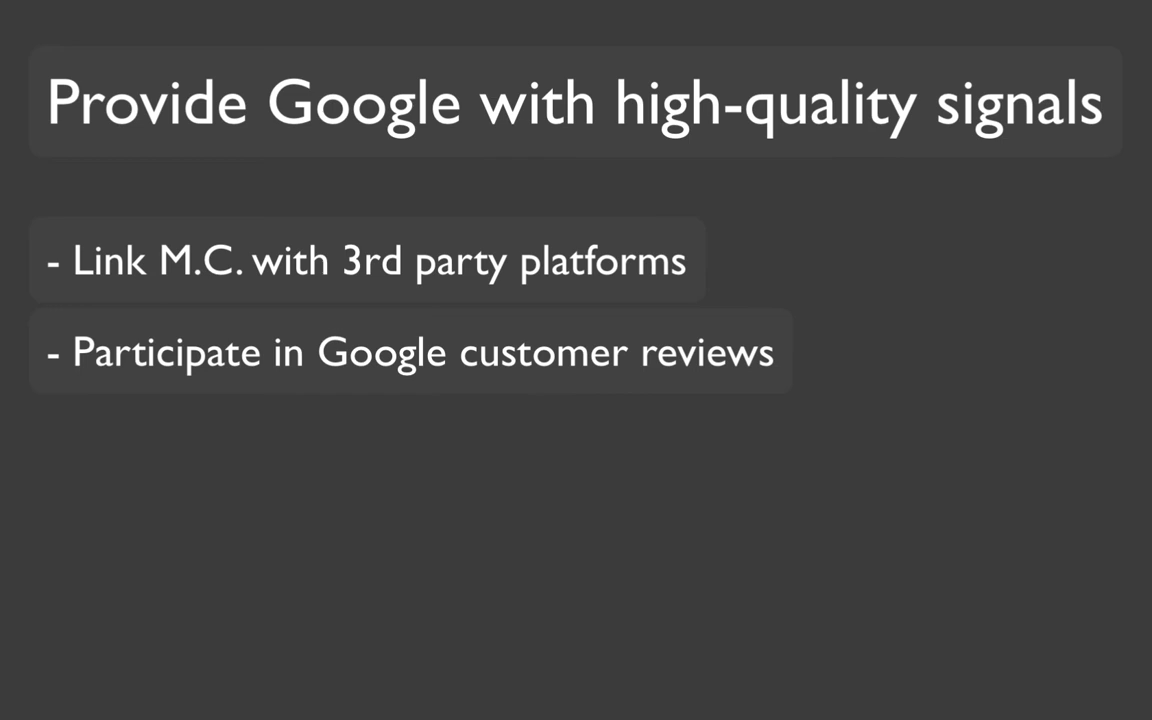 Provide Google with high-quality signals
- Link M.C. with 3rd party platforms
- Participate in Google customer reviews